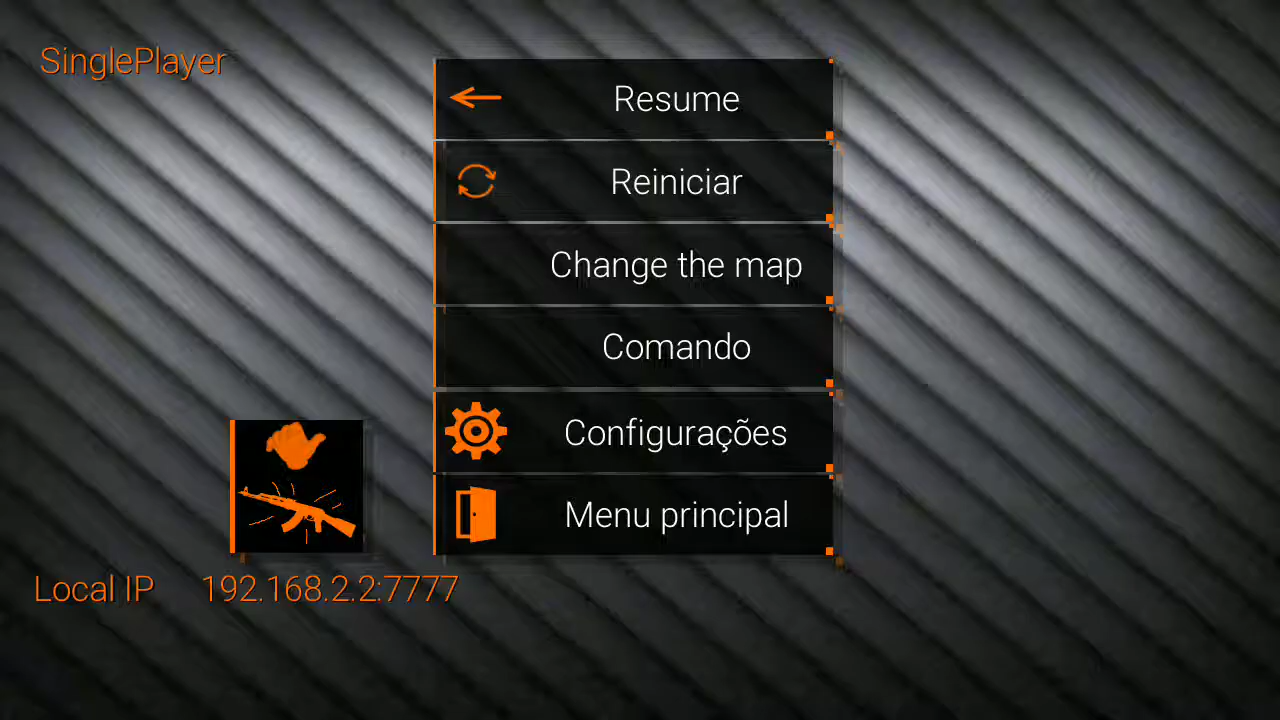 SinglePlayer
Resume
Reiniciar
Change the map
Comando
Configurações
Menu principal
Local IP 192.168.2.2:7777